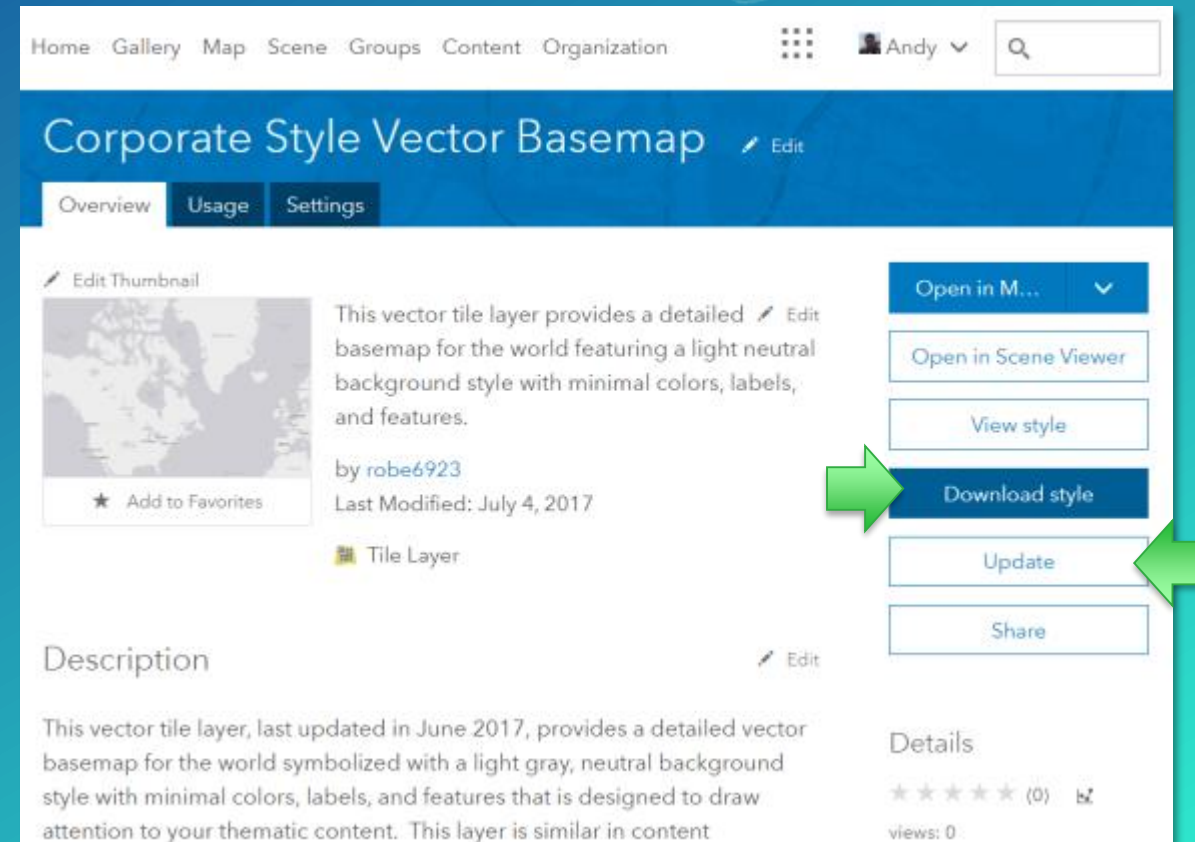 Home Gallery Map Scene Groups Content Organization
Andy
Corporate Style Vector Basemap Edit
Overview Usage Settings
Edit Thumbnail
Add to Favorites
This vector tile layer provides a detailed Edit
basemap for the world featuring a light neutral
background style with minimal colors, labels,
and features.
by robe6923
Last Modified: July 4, 2017
Tile Layer
Open in M...
Open in Scene Viewer
View style
Download style
Update
Share
Description Edit
This vector tile layer, last updated in June 2017, provides a detailed vector
basemap for the world symbolized with a light gray, neutral background
style with minimal colors, labels, and features that is designed to draw
attention to your thematic content. This layer is similar in content
Details
(0)
views: 0